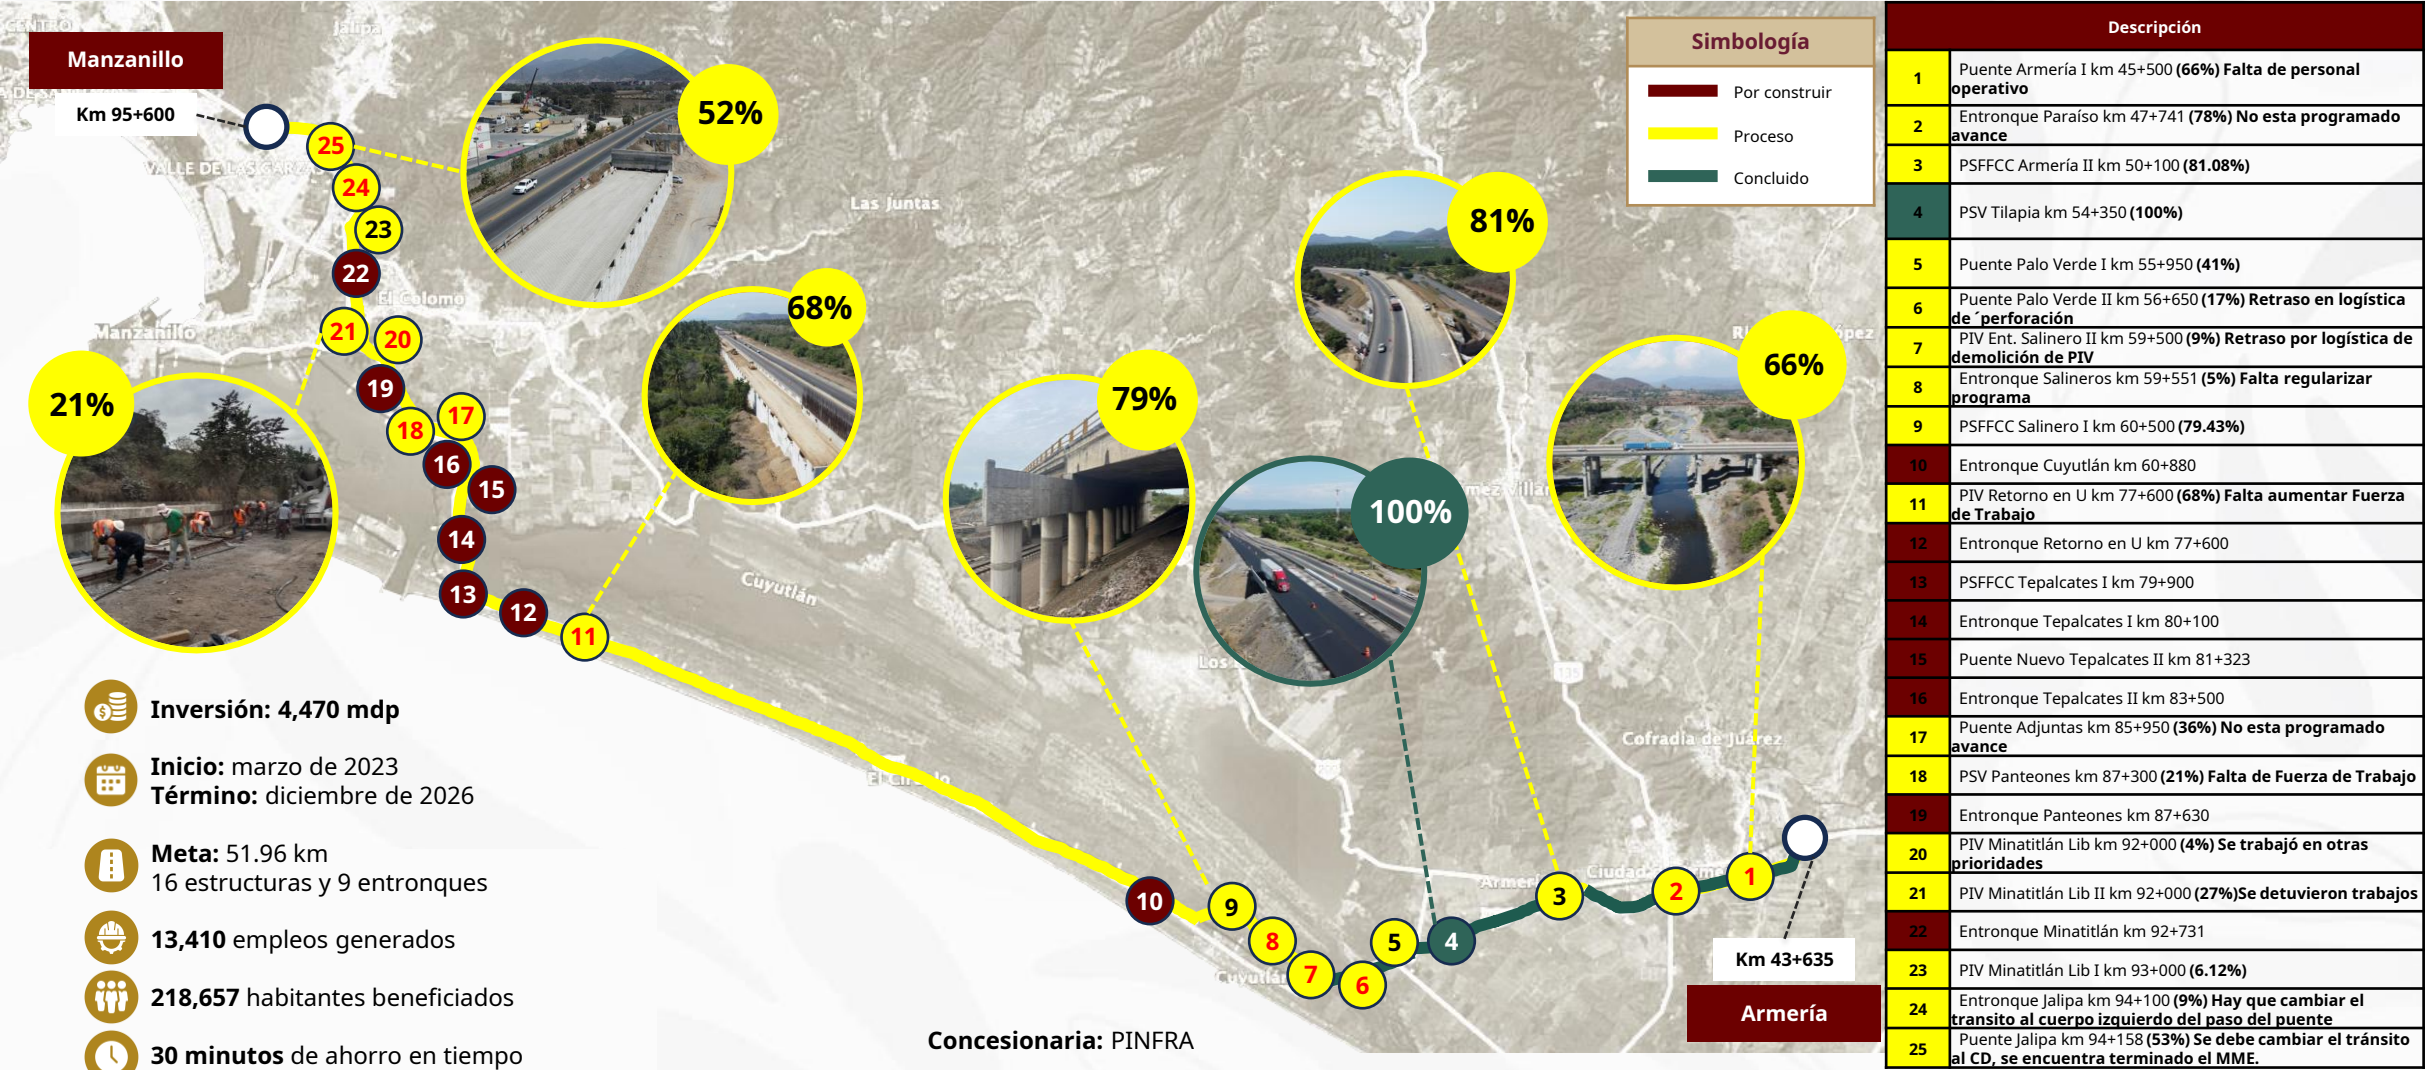 CENTRO
Jalipa
Manzanillo
Km 95+600
VALLE DE LAS GARZAS
Las Juntas
El Colomo
Manzanillo
Cuyutlán
Cofradía de Juárez
Armería
Ciudad
Cuyutlán
Los
52%
68%
21%
79%
81%
100%
66%
25
24
23
22
21
20
19
18
17
16
15
14
13
12
11
10
9
8
7
6
5
4
3
2
1
Simbología
Por construir
Proceso
Concluido
Inversión: 4,470 mdp
Inicio: marzo de 2023
Término: diciembre de 2026
Meta: 51.96 km
16 estructuras y 9 entronques
13,410 empleos generados
218,657 habitantes beneficiados
30 minutos de ahorro en tiempo
Concesionaria: PINFRA
Km 43+635
Armería
Descripción
1 Puente Armería I km 45+500 (66%) Falta de personal
operativo
2 Entronque Paraíso km 47+741 (78%) No esta programado
avance
3 PSFFCC Armería II km 50+100 (81.08%)
4 PSV Tilapia km 54+350 (100%)
5 Puente Palo Verde I km 55+950 (41%)
6 Puente Palo Verde II km 56+650 (17%) Retraso en logística
de ´perforación
7 PIV Ent. Salinero II km 59+500 (9%) Retraso por logística de
demolición de PIV
8 Entronque Salineros km 59+551 (5%) Falta regularizar
programa
9 PSFFCC Salinero I km 60+500 (79.43%)
10 Entronque Cuyutlán km 60+880
11 PIV Retorno en U km 77+600 (68%) Falta aumentar Fuerza
de Trabajo
12 Entronque Retorno en U km 77+600
13 PSFFCC Tepalcates I km 79+900
14 Entronque Tepalcates I km 80+100
15 Puente Nuevo Tepalcates II km 81+323
16 Entronque Tepalcates II km 83+500
17 Puente Adjuntas km 85+950 (36%) No esta programado
avance
18 PSV Panteones km 87+300 (21%) Falta de Fuerza de Trabajo
19 Entronque Panteones km 87+630
20 PIV Minatitlán Lib km 92+000 (4%) Se trabajó en otras
prioridades
21 PIV Minatitlán Lib II km 92+000 (27%)Se detuvieron trabajos
22 Entronque Minatitlán km 92+731
23 PIV Minatitlán Lib I km 93+000 (6.12%)
24 Entronque Jalipa km 94+100 (9%) Hay que cambiar el
transito al cuerpo izquierdo del paso del puente
25 Puente Jalipa km 94+158 (53%) Se debe cambiar el tránsito
al CD, se encuentra terminado el MME.